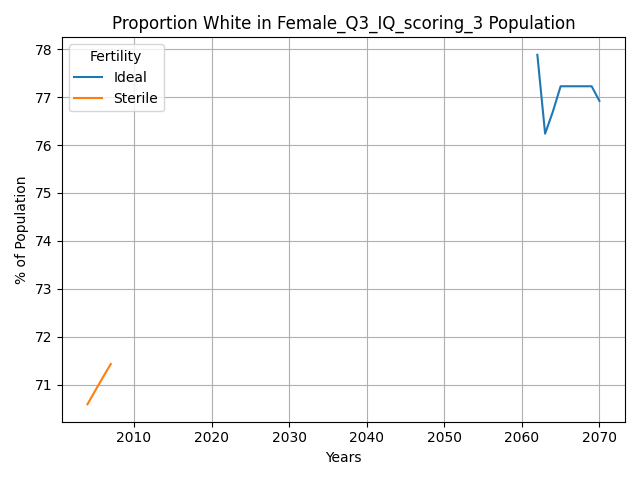 Proportion White in Female_Q3_IQ_scoring_3 Population
Fertility
Ideal
Sterile
% of Population
78
77
76
75
74
73
72
71
2010 2020 2030 2040 2050 2060 2070
Years